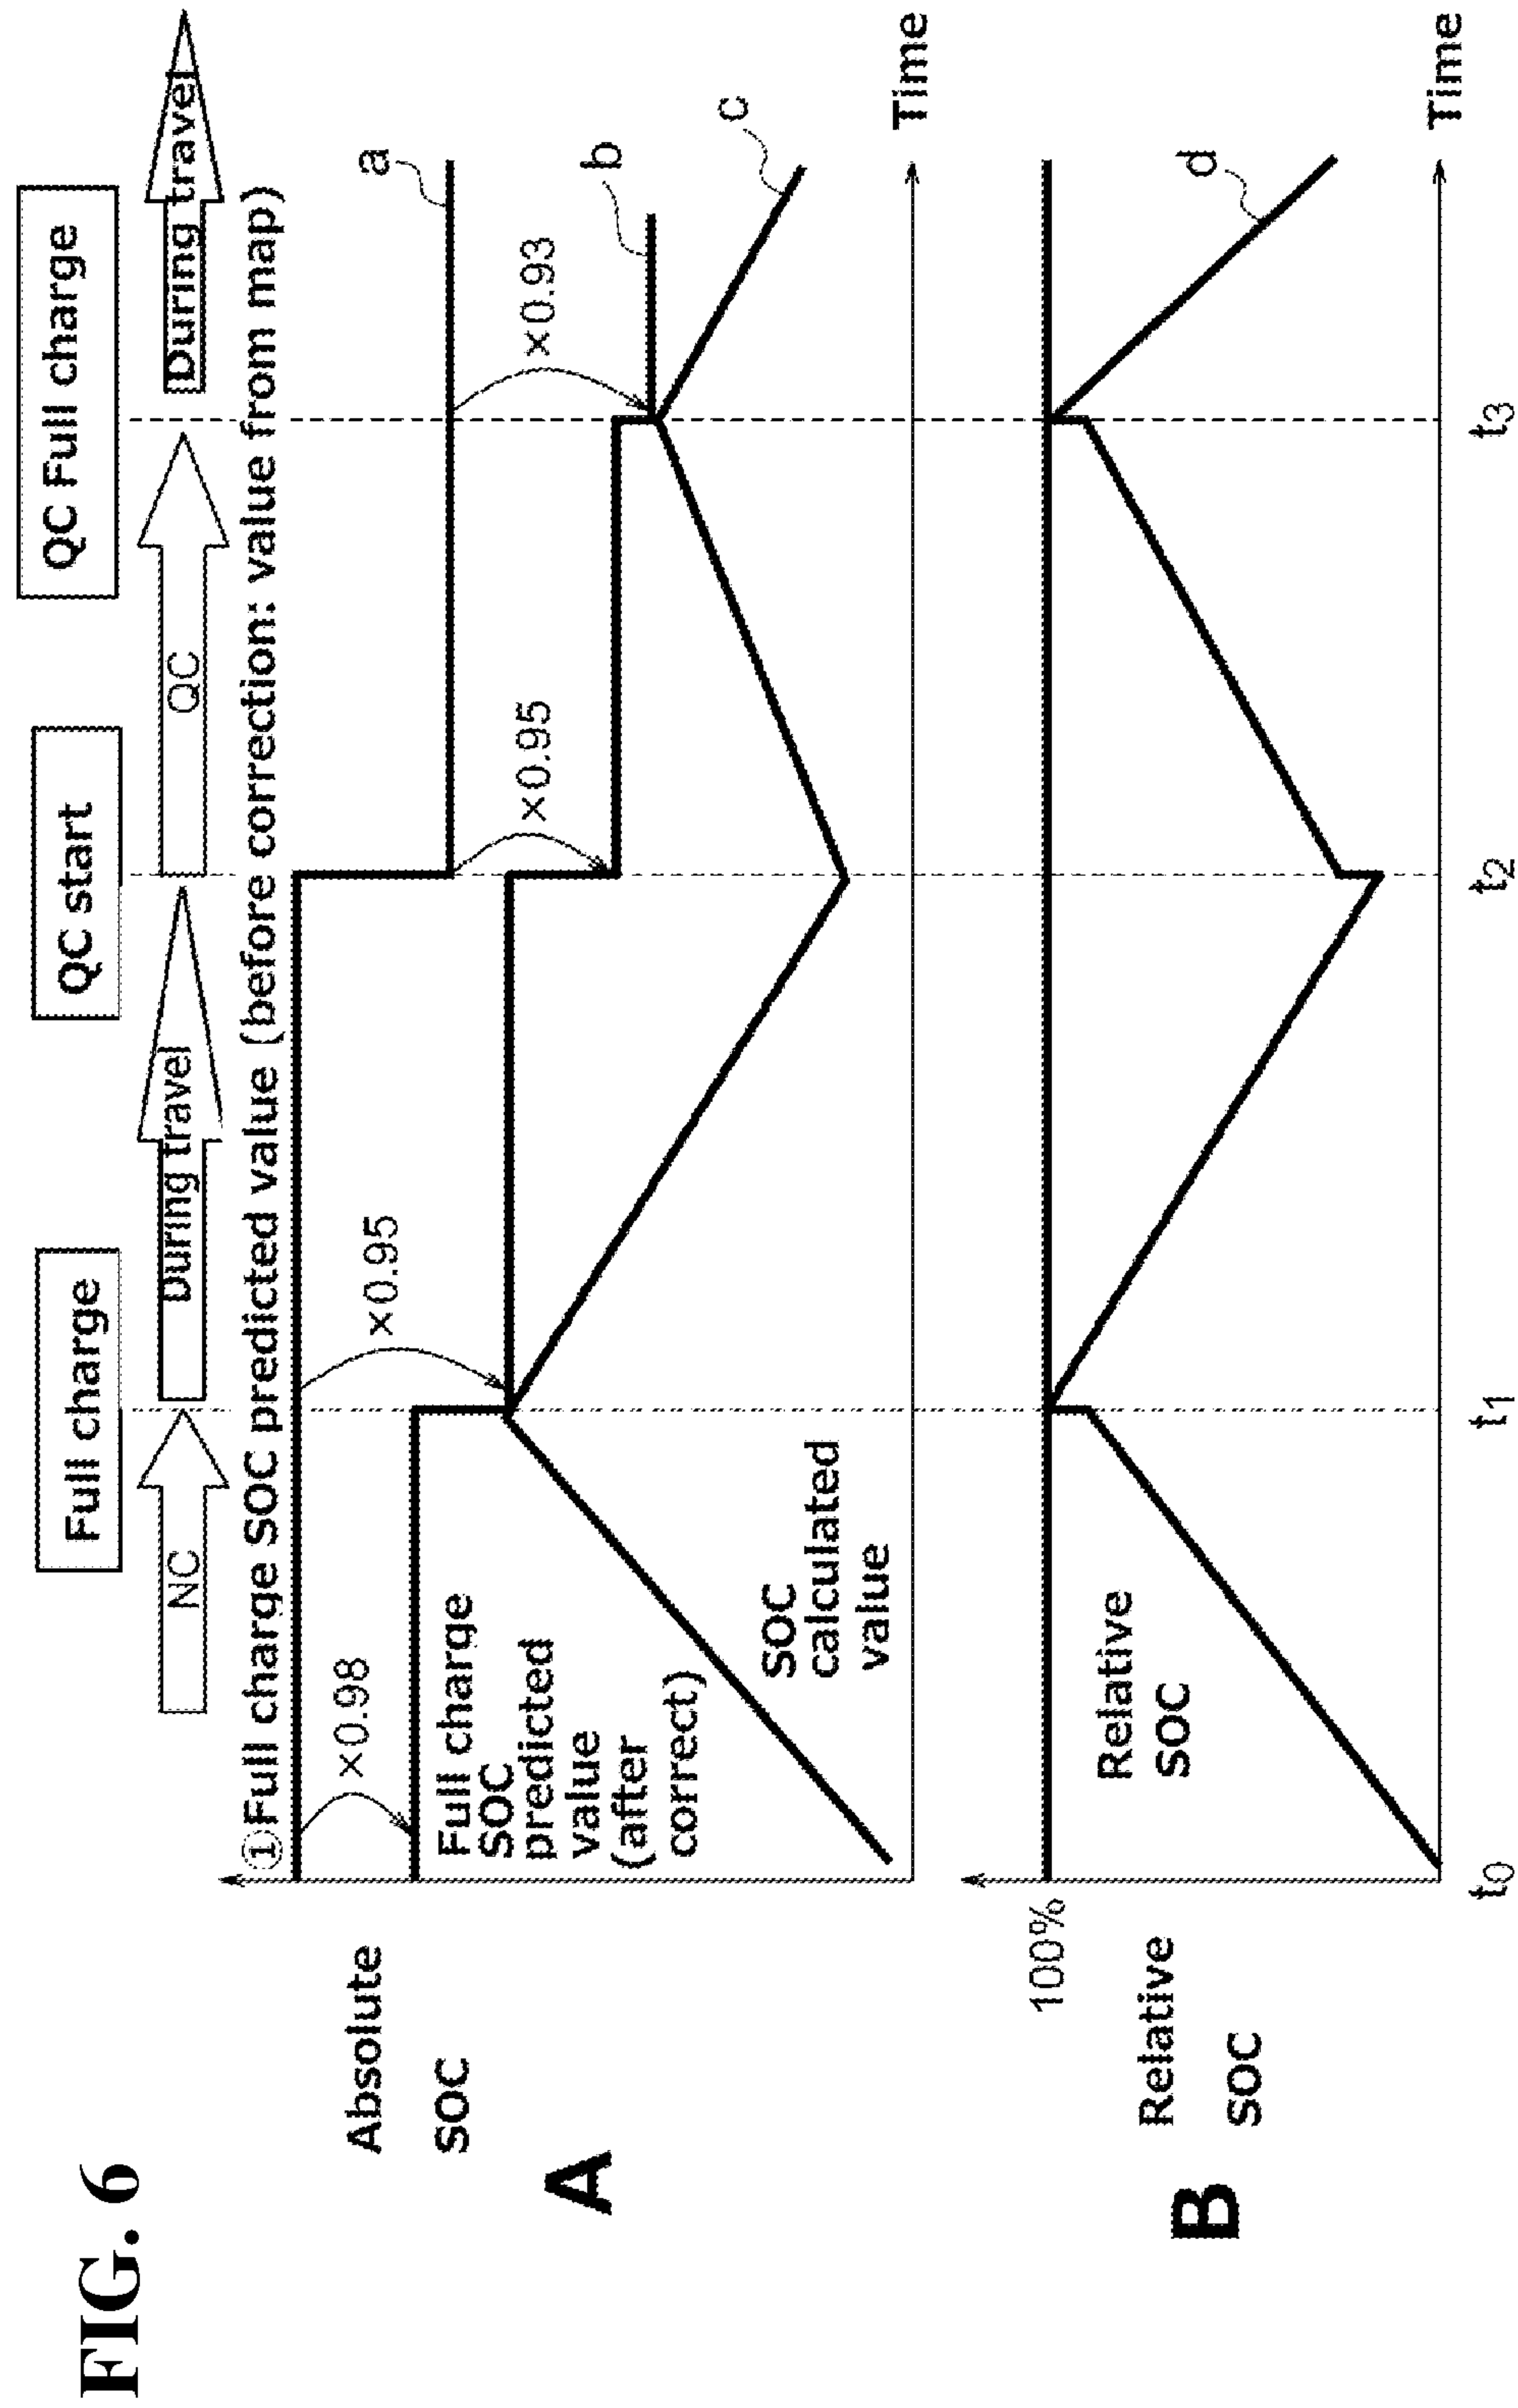 FIG. 6
Full charge
QC start
QC Full charge
NC
During travel
QC
During travel
①Full charge SOC predicted value (before correction: value from map)
Absolute
SOC
A
×0.98
×0.95
×0.95
×0.93
a
b
c
Full charge
SOC
predicted
value
(after
correct)
SOC
calculated
value
Time
100%
Relative
SOC
B
Relative
SOC
d
Time
t0
t1
t2
t3